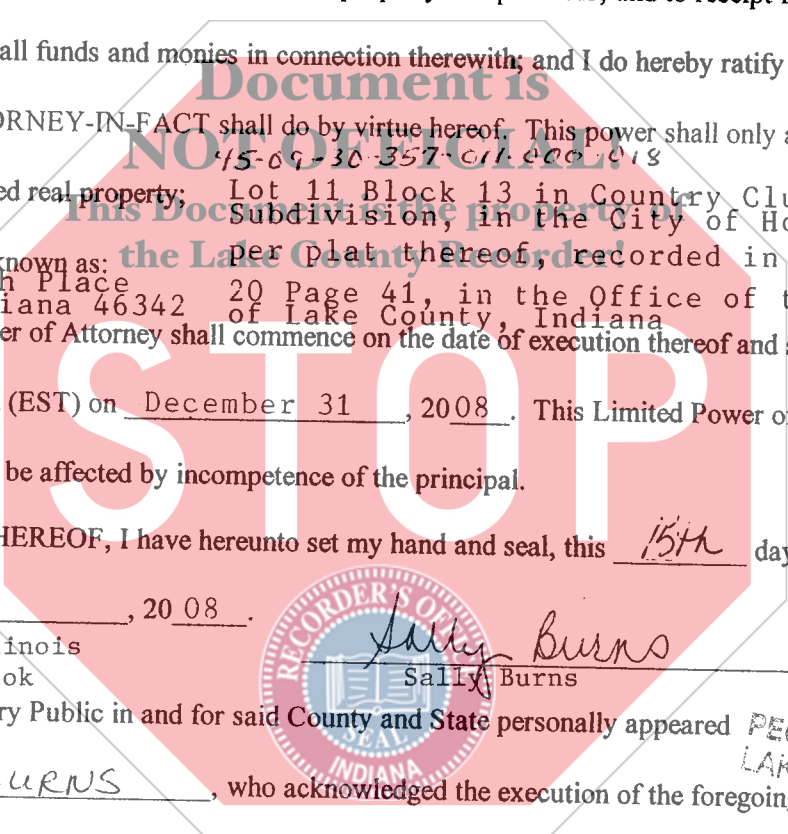 all funds and monies in connection therewith; and I do hereby ratify
Document is
ORNEY-IN-FACT shall do by virtue hereof. This power shall only a
NOT OFFICIAL!
45-09-30-357-011.000-018
ed real property; Lot 11 Block 13 in Country Clu
This Document is the property of
Subdivision, in the City of Ho
the Lake County Recorder!
known as: per plat thereof, recorded in
h Place
iana 46342 20 Page 41, in the Office of t
of Lake County, Indiana
er of Attorney shall commence on the date of execution thereof and s
STOP
(EST) on December 31, 2008. This Limited Power o
be affected by incompetence of the principal.
HEREOF, I have hereunto set my hand and seal, this 15th day
, 2008.
Sally Burns
linois
ok Sally Burns
RECORDER'S OFFICE
SEAL
INDIANA
ry Public in and for said County and State personally appeared
LAK
URNS, who acknowledged the execution of the foregoing